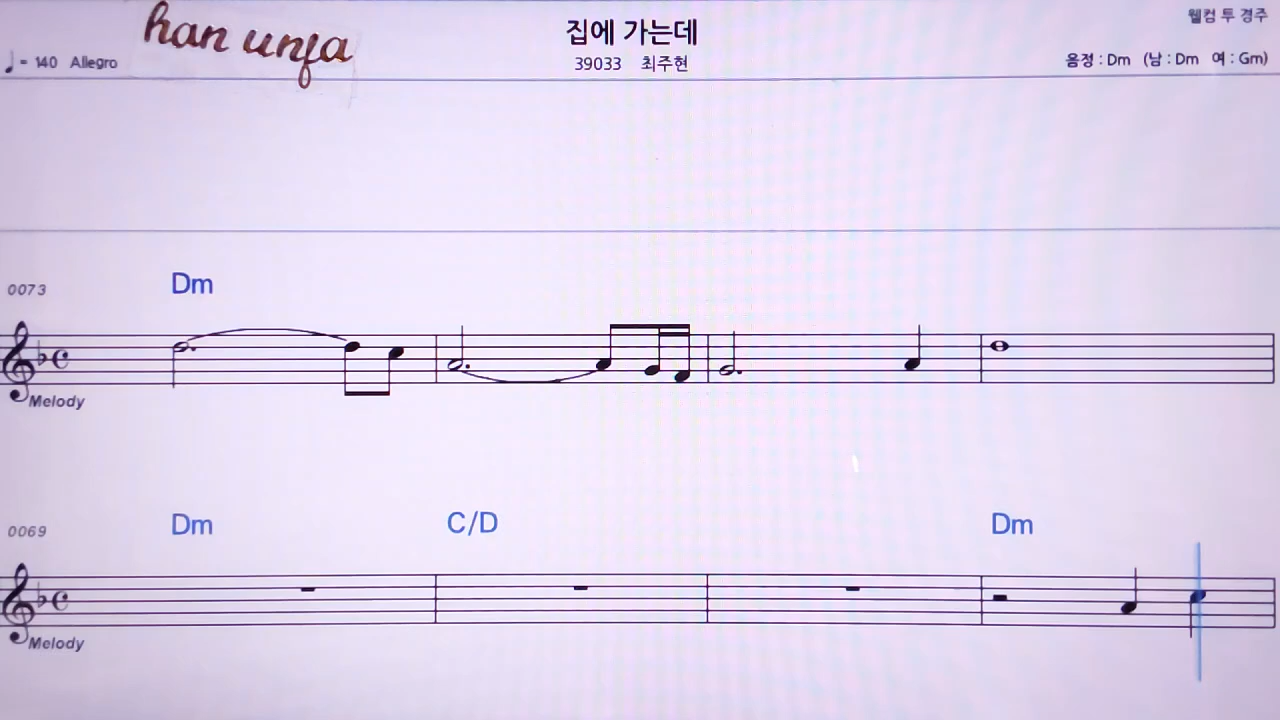 han unfa
집에 가는데
웰컴 투 경주
♩= 140 Allegro
39033 최주현
음정 : Dm (남 : Dm 여 : Gm)
0073
Dm
Melody
0069
Dm C/D Dm
Melody